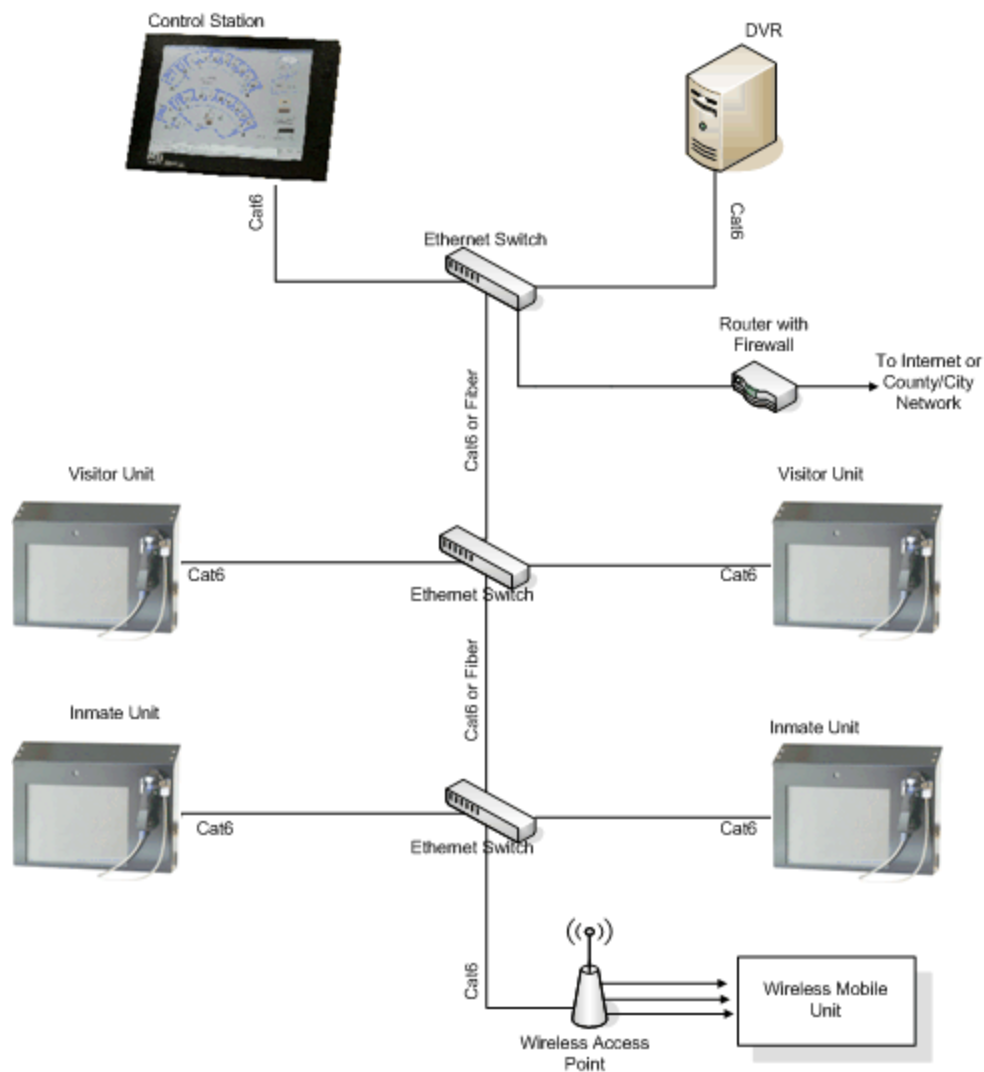 Control Station
DVR
Cat6
Cat6
Ethernet Switch
Router with
Firewall
To Internet or
County/City
Network
Cat6 or Fiber
Visitor Unit
Visitor Unit
Cat6
Cat6
Ethernet Switch
Cat6 or Fiber
Inmate Unit
Inmate Unit
Cat6
Cat6
Ethernet Switch
Cat6
Wireless Mobile
Unit
Wireless Access
Point